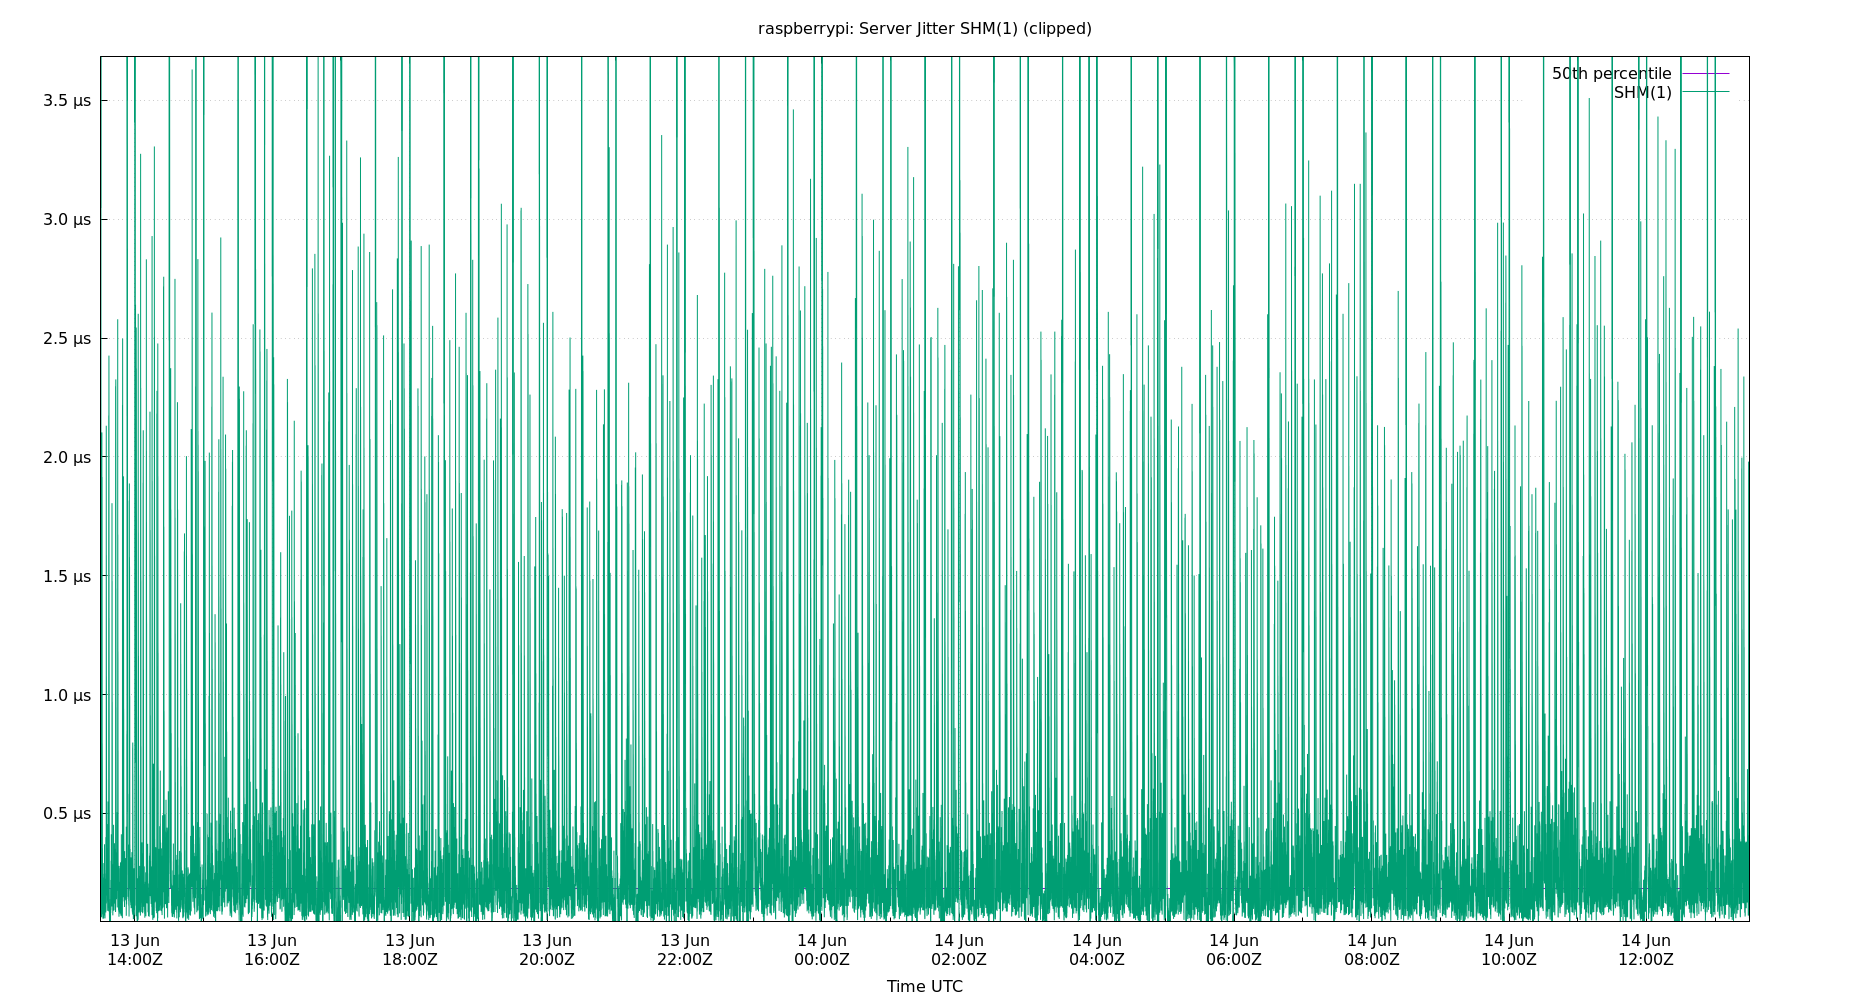 raspberrypi: Server Jitter SHM(1) (clipped)
50th percentile
SHM(1)
3.5 µs
3.0 µs
2.5 µs
2.0 µs
1.5 µs
1.0 µs
0.5 µs
13 Jun 13 Jun 13 Jun 13 Jun 13 Jun 14 Jun 14 Jun 14 Jun 14 Jun 14 Jun 14 Jun 14 Jun
14:00Z 16:00Z 18:00Z 20:00Z 22:00Z 00:00Z 02:00Z 04:00Z 06:00Z 08:00Z 10:00Z 12:00Z
Time UTC